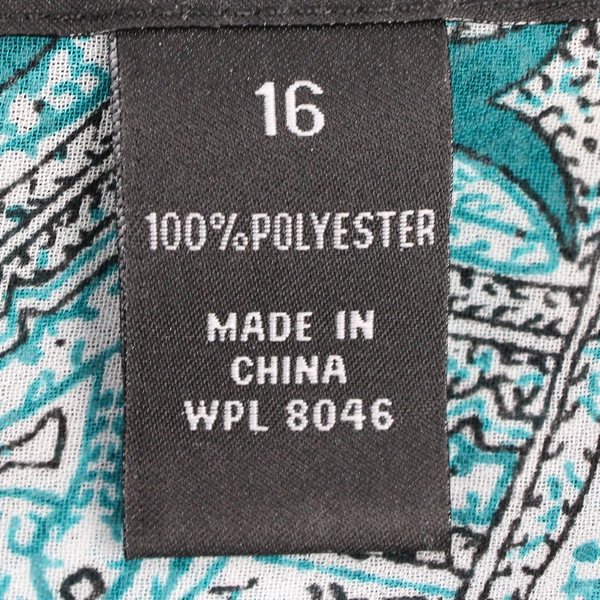 16
100%POLYESTER
MADE IN
CHINA
WPL 8046